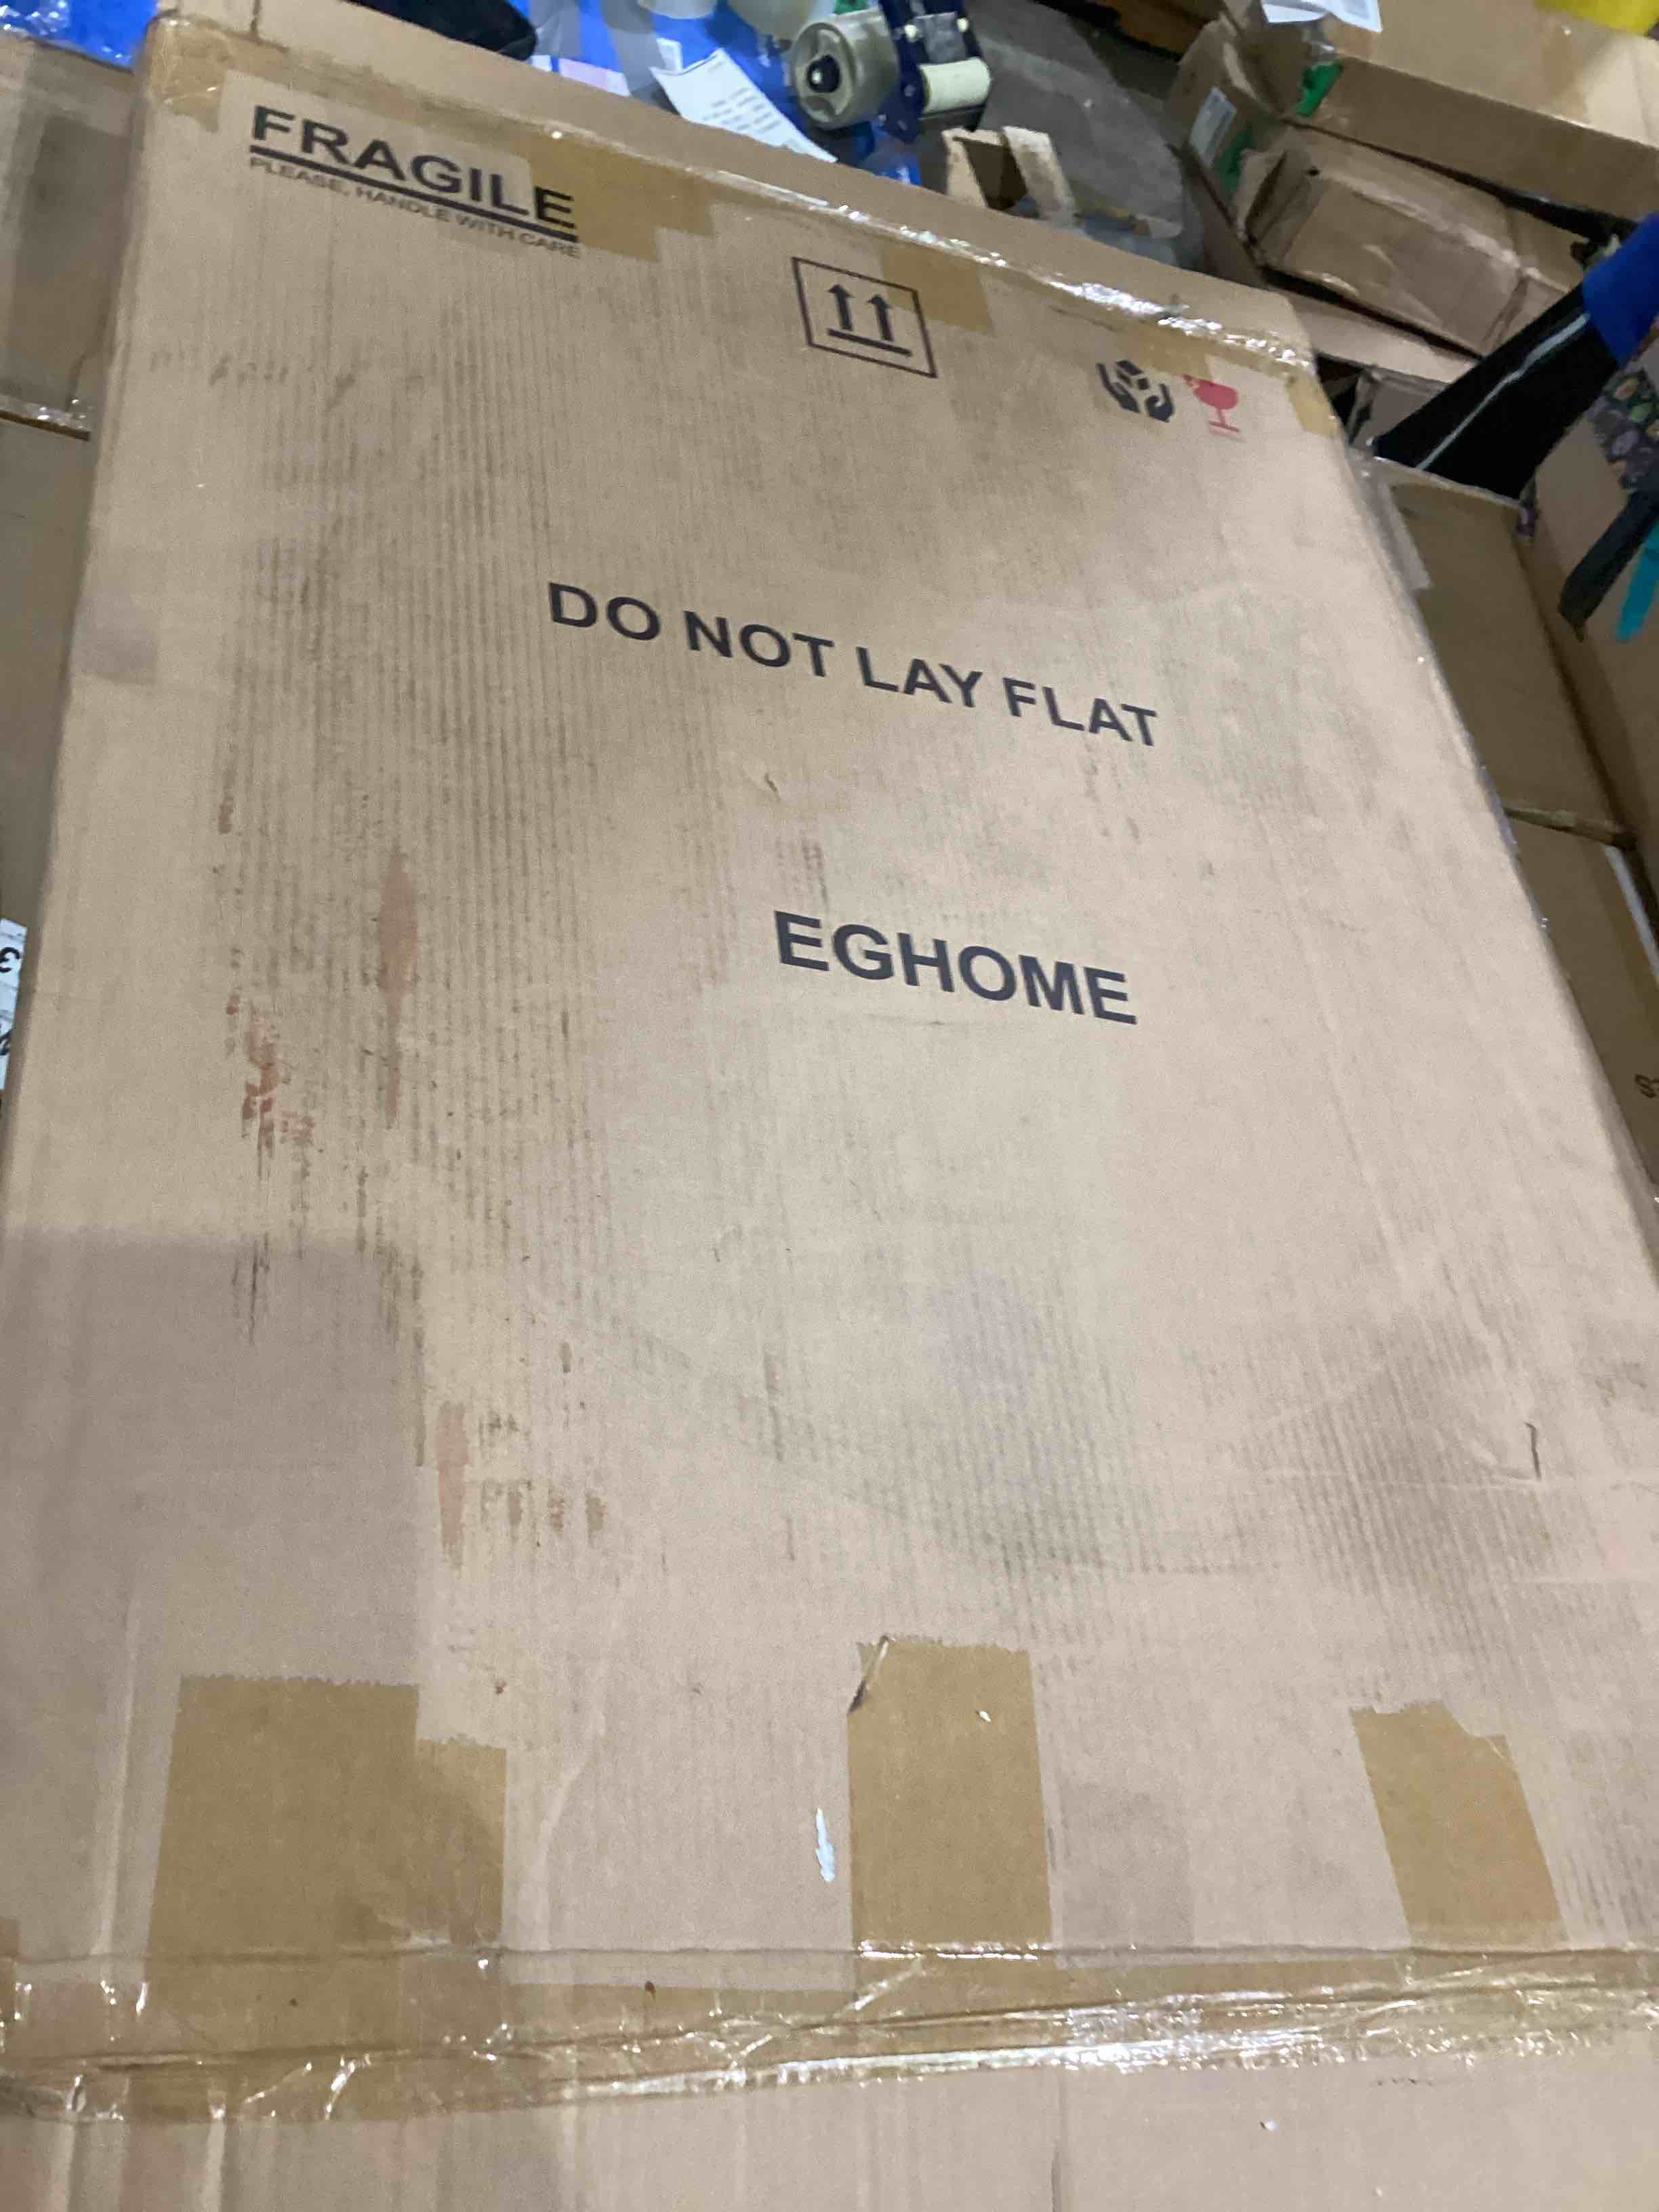 FRAGILE
PLEASE, HANDLE WITH CARE
DO NOT LAY FLAT
EGHOME